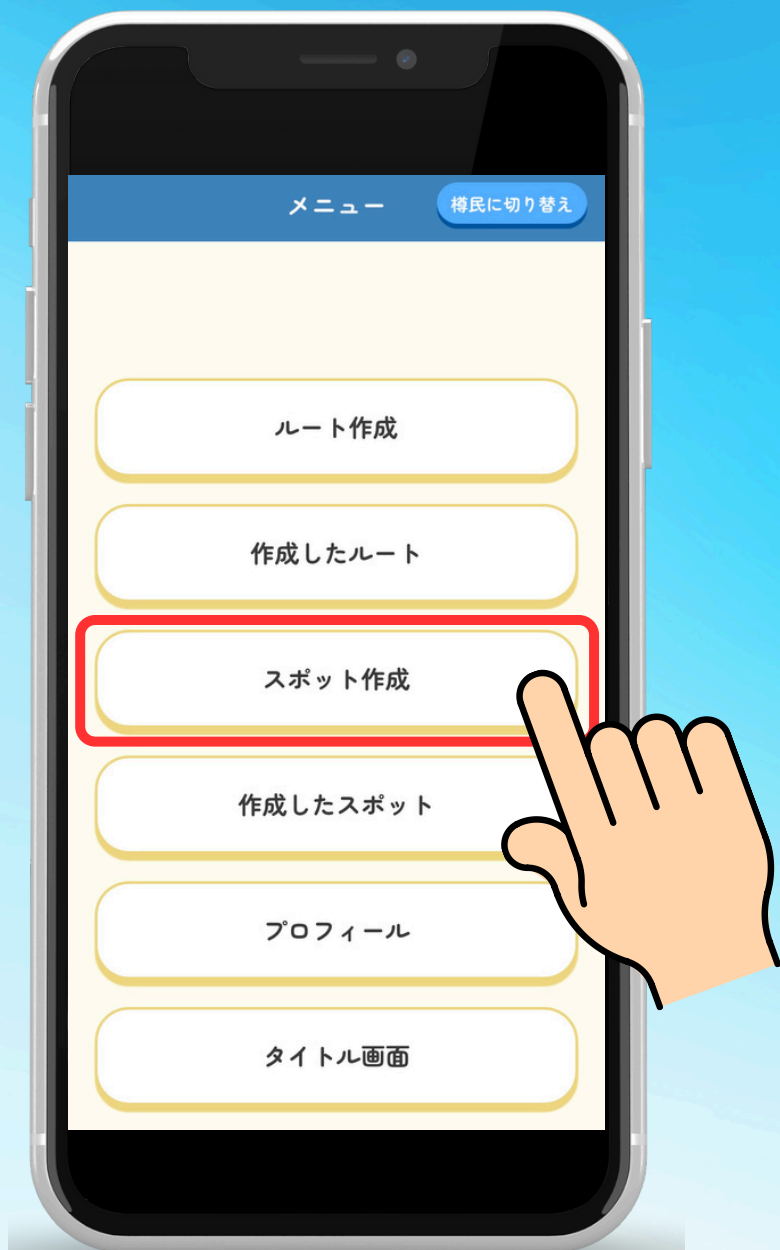 メニュー
樽民に切り替え
ルート作成
作成したルート
スポット作成
作成したスポット
プロフィール
タイトル画面